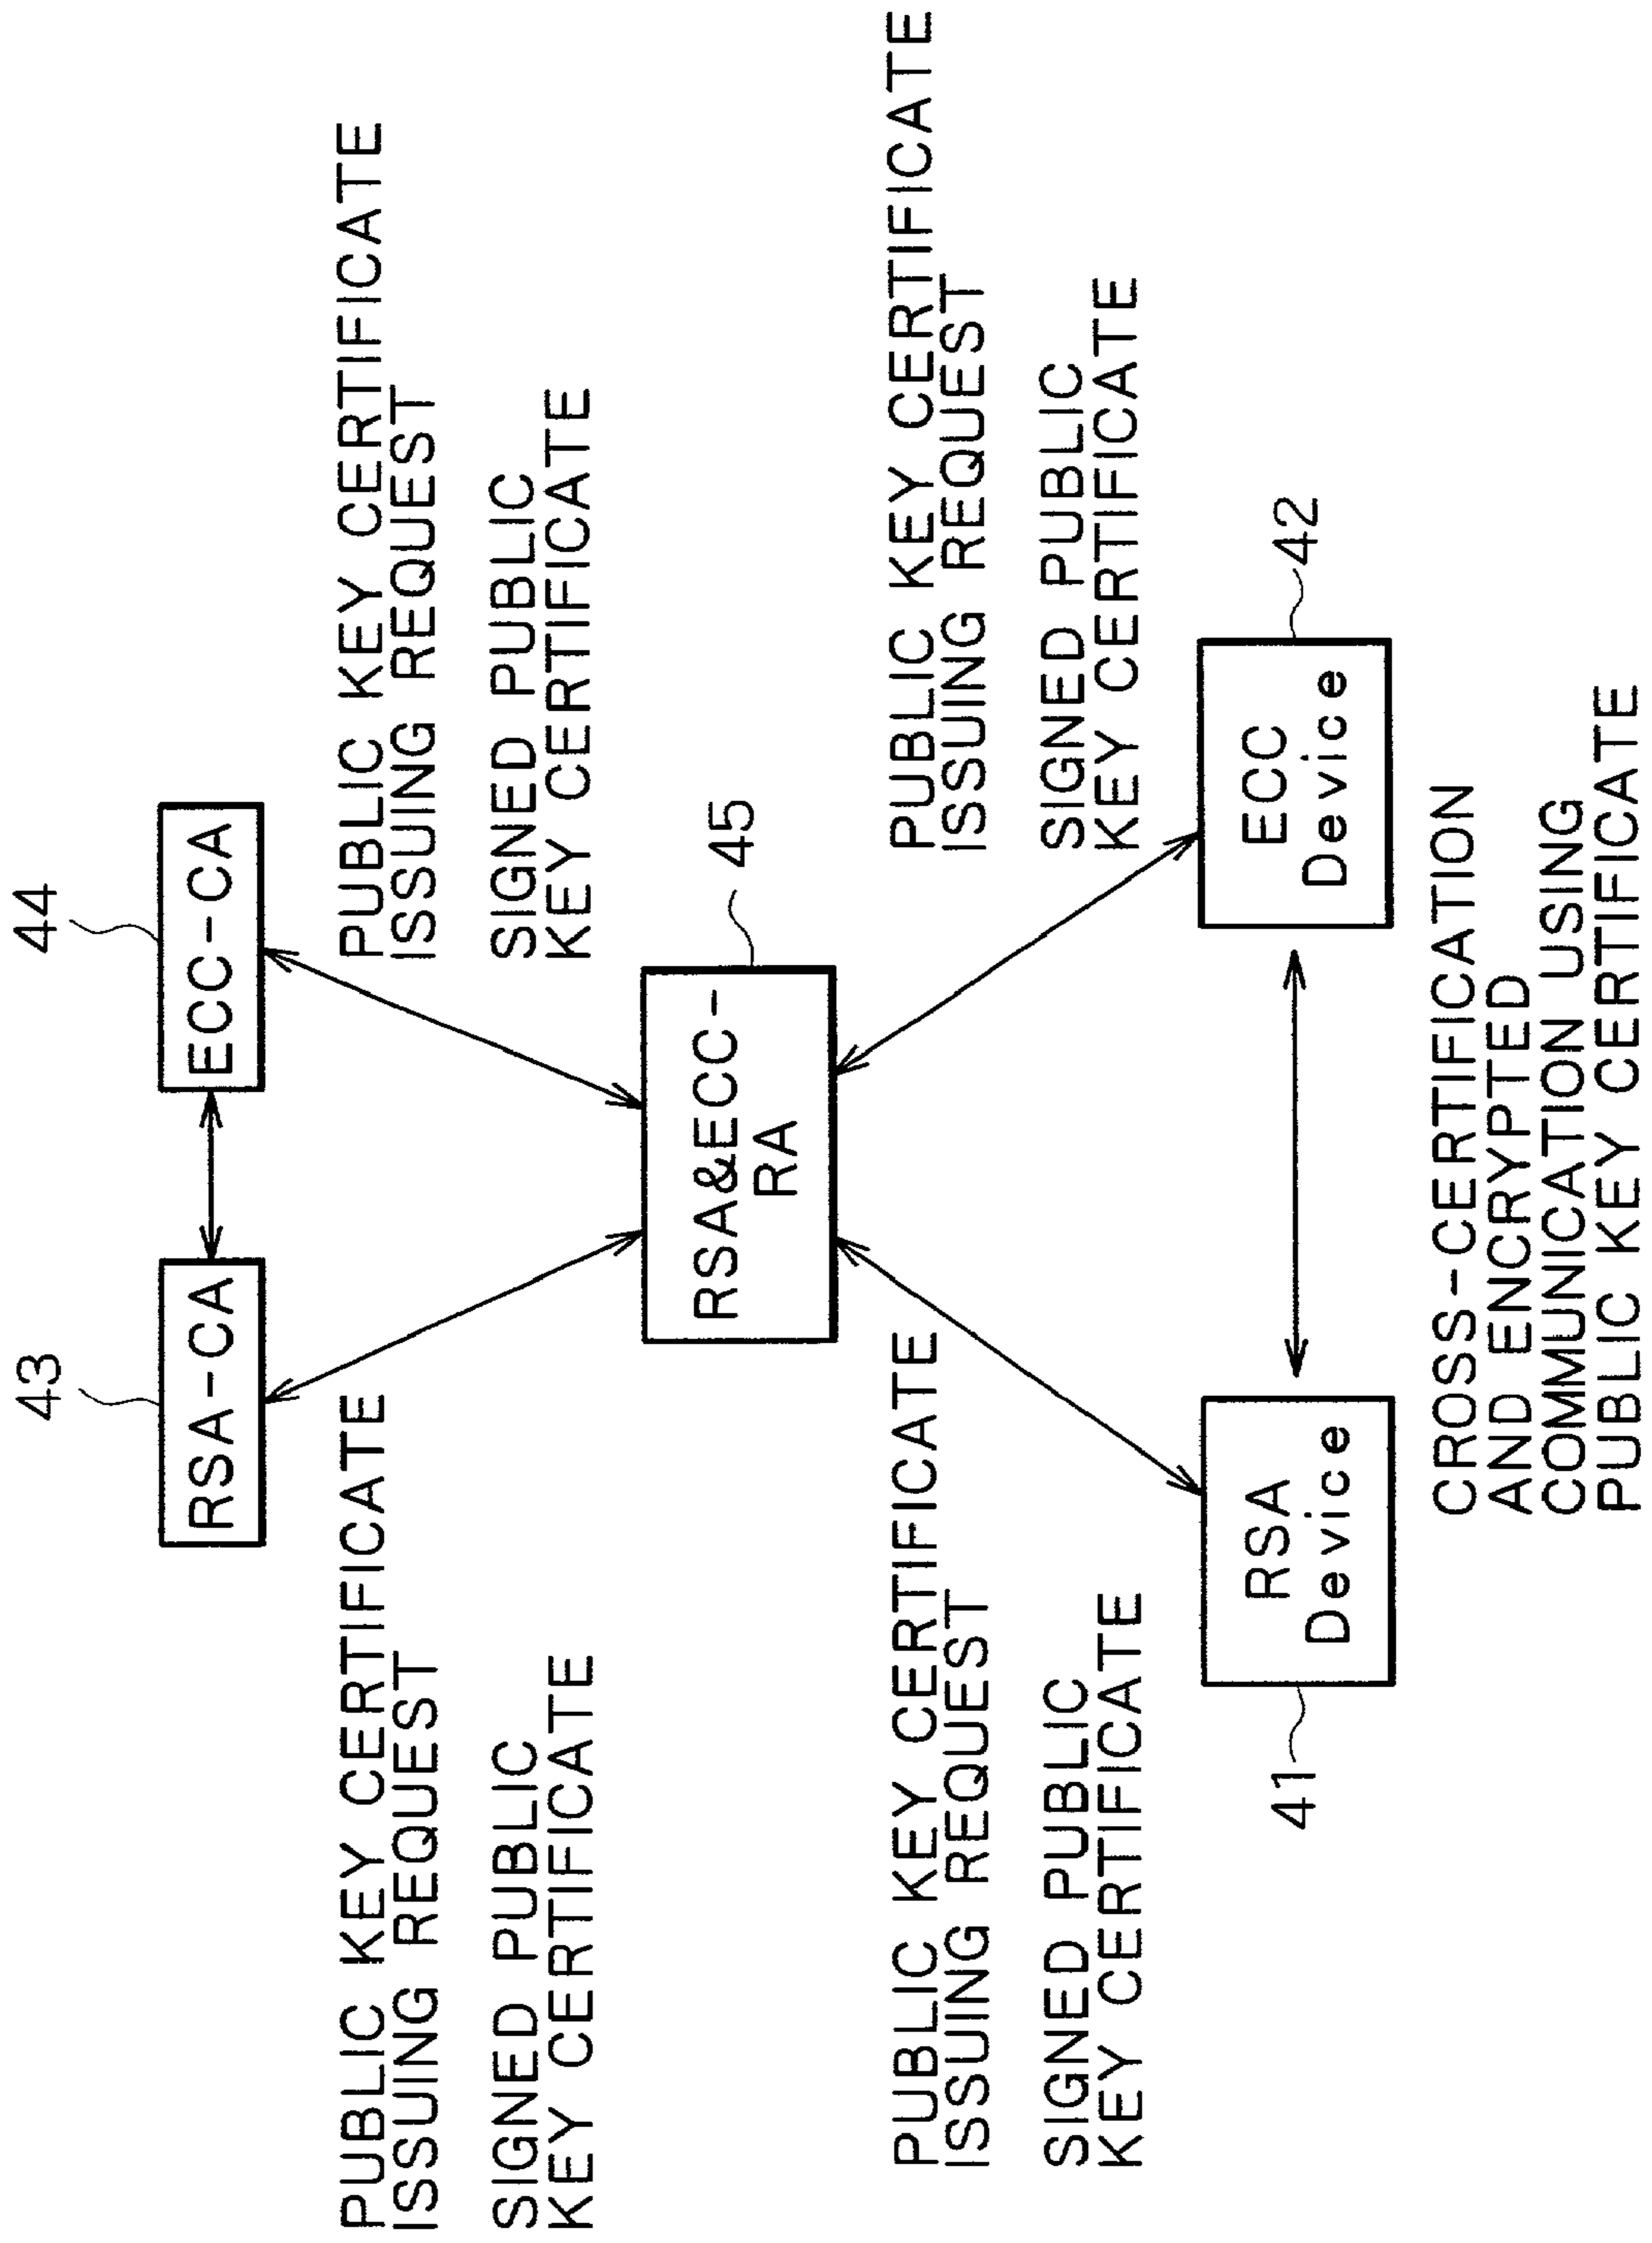 43
44
RSA-CA
ECC-CA
PUBLIC KEY CERTIFICATE
ISSUING REQUEST
SIGNED PUBLIC
KEY CERTIFICATE
PUBLIC KEY CERTIFICATE
ISSUING REQUEST
SIGNED PUBLIC
KEY CERTIFICATE
45
RSA&ECC-
RA
PUBLIC KEY CERTIFICATE
ISSUING REQUEST
SIGNED PUBLIC
KEY CERTIFICATE
PUBLIC KEY CERTIFICATE
ISSUING REQUEST
SIGNED PUBLIC
KEY CERTIFICATE
41
RSA
Device
ECC
Device
42
CROSS-CERTIFICATION
AND ENCRYPTED
COMMUNICATION USING
PUBLIC KEY CERTIFICATE